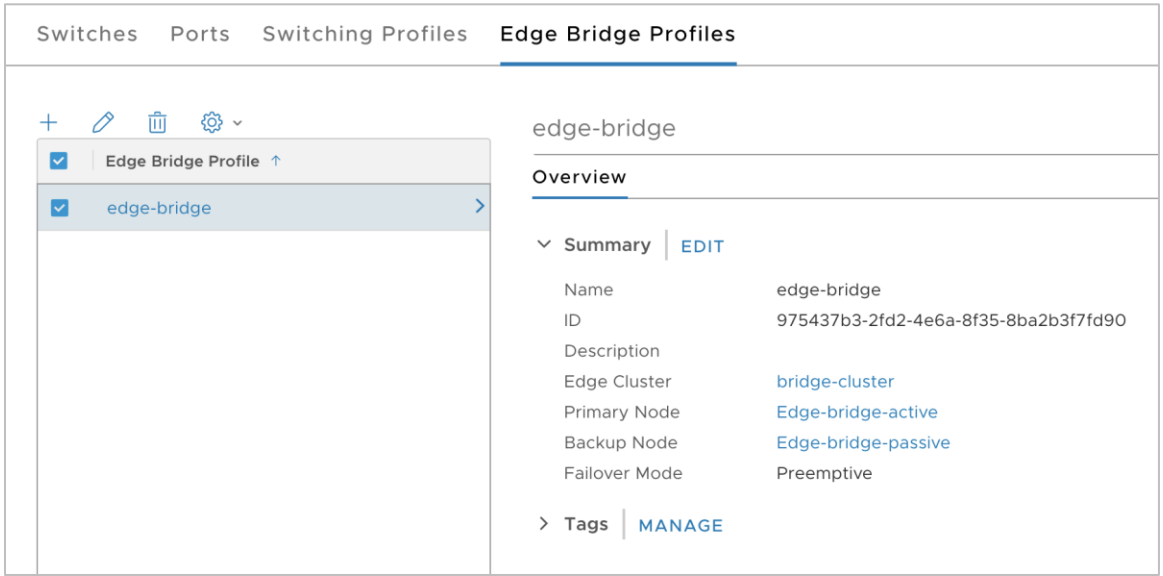 Switches Ports Switching Profiles Edge Bridge Profiles
Edge Bridge Profile
edge-bridge
edge-bridge
Overview
Summary EDIT
Name edge-bridge
ID 975437b3-2fd2-4e6a-8f35-8ba2b3f7fd90
Description
Edge Cluster bridge-cluster
Primary Node Edge-bridge-active
Backup Node Edge-bridge-passive
Failover Mode Preemptive
Tags MANAGE